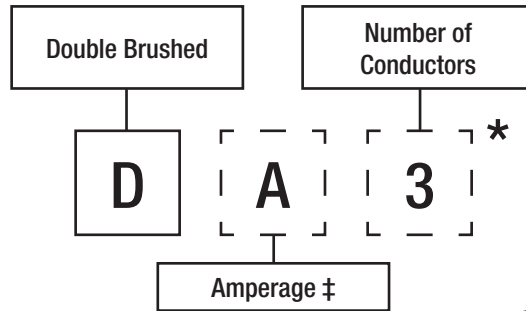 Double Brushed
Number of
Conductors
D A 3 *
Amperage ‡